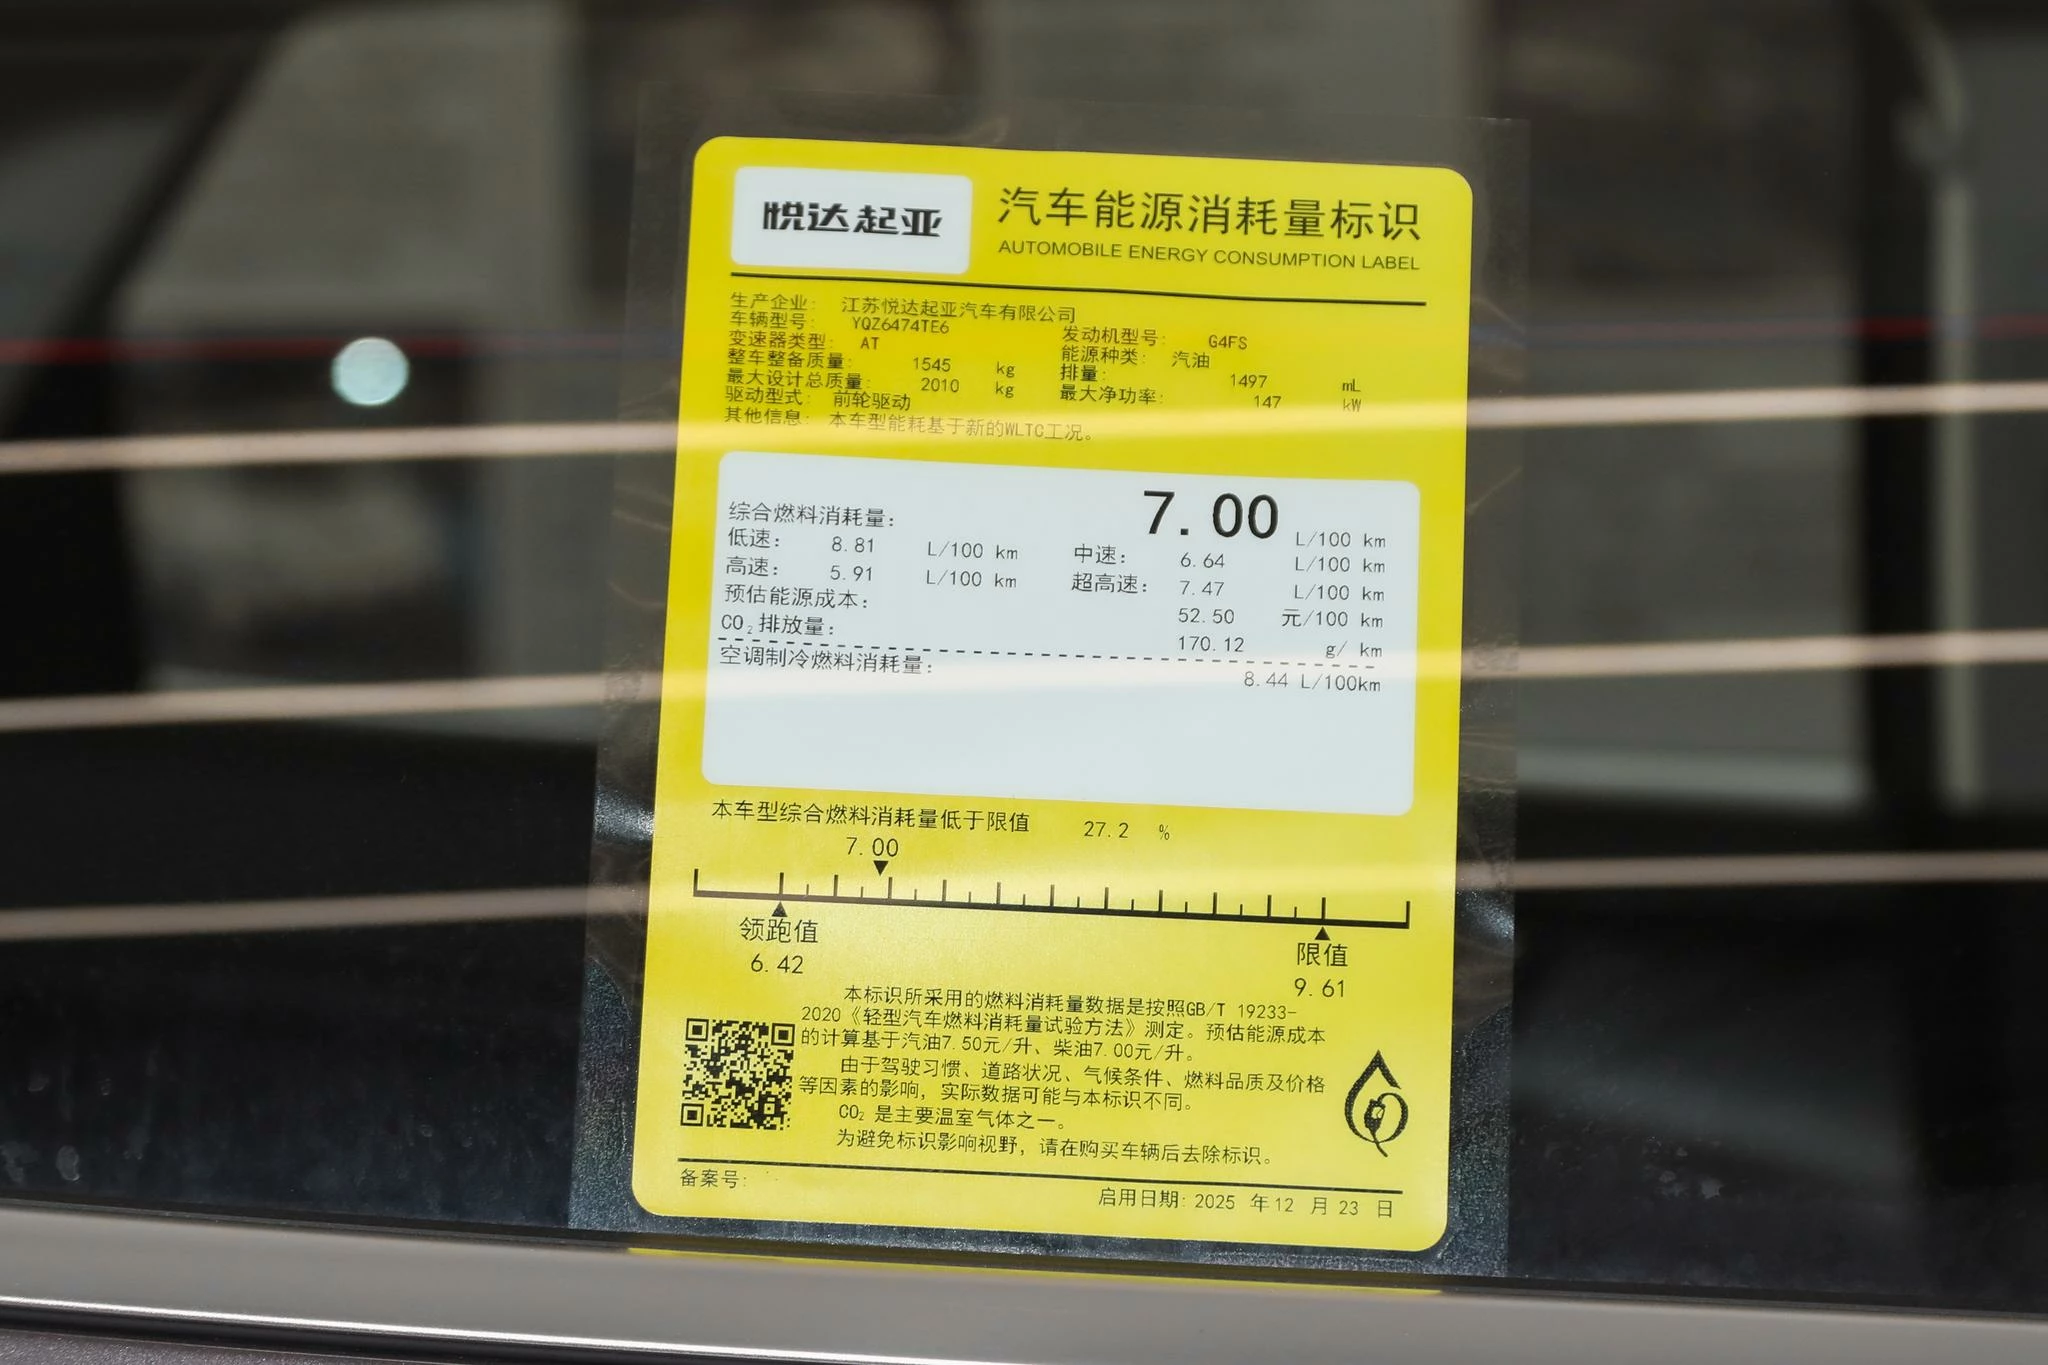 悦达起亚
汽车能源消耗量标识
AUTOMOBILE ENERGY CONSUMPTION LABEL
生产企业: 江苏悦达起亚汽车有限公司
车辆型号: YQZ6474TE6 发动机型号: G4FS
变速器类型: AT 能源种类: 汽油
整车整备质量: 1545 kg 排量: 1497 mL
最大设计总质量: 2010 kg 最大净功率: 147 kW
驱动型式: 前轮驱动
其他信息: 本车型能耗基于新的WLTC工况。
综合燃料消耗量: 7.00 L/100 km
低速: 8.81 L/100 km 中速: 6.64 L/100 km
高速: 5.91 L/100 km 超高速: 7.47 L/100 km
预估能源成本: 52.50 元/100 km
CO₂排放量: 170.12 g/ km
空调制冷燃料消耗量: 8.44 L/100km
本车型综合燃料消耗量低于限值 27.2 %
7.00
领跑值 限值
6.42 9.61
本标识所采用的燃料消耗量数据是按照GB/T 19233-
2020《轻型汽车燃料消耗量试验方法》测定。预估能源成本
的计算基于汽油7.50元/升、柴油7.00元/升。
由于驾驶习惯、道路状况、气候条件、燃料品质及价格
等因素的影响, 实际数据可能与本标识不同。
CO₂ 是主要温室气体之一。
为避免标识影响视野, 请在购买车辆后去除标识。
备案号:
启用日期: 2025 年12 月 23 日